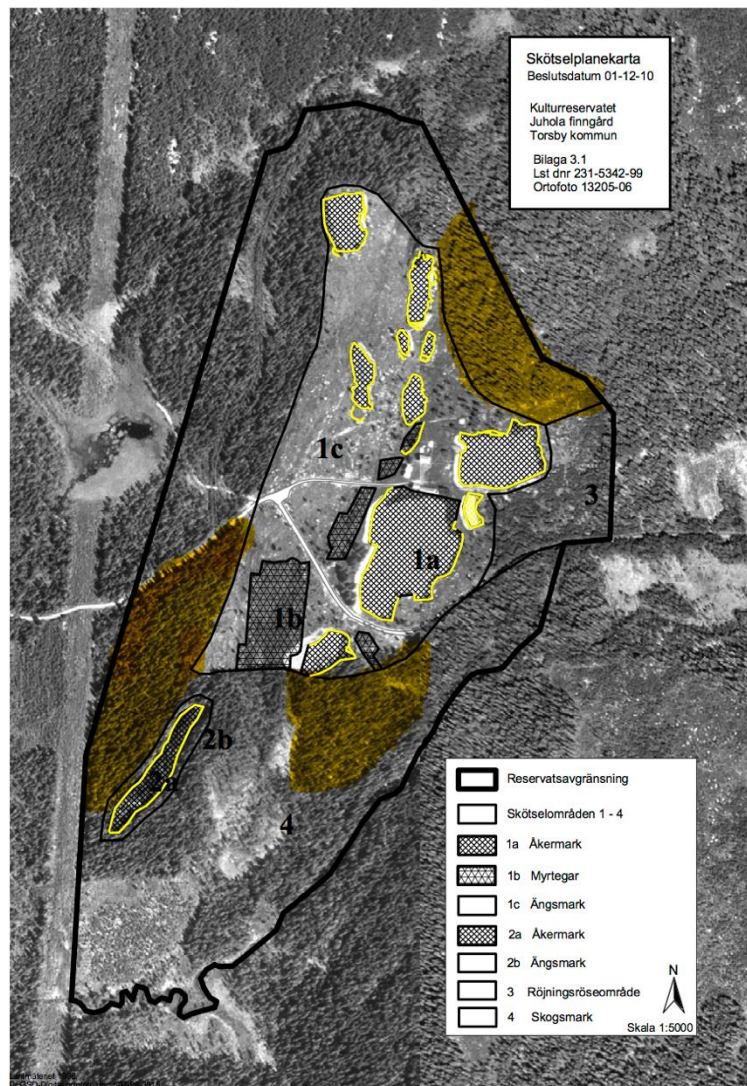 Skötselplanekarta
Beslutsdatum 01-12-10
Kulturreservatet
Juhola finngård
Torsby kommun
Bilaga 3.1
Lst dnr 231-5342-99
Ortofoto 13205-06
1c
3
1a
1b
2b
2a
4
Reservatsavgränsning
Skötselområden 1 - 4
1a Åkermark
1b Myrtegar
1c Ängsmark
2a Åkermark
2b Ängsmark
3 Röjningsröseområde
4 Skogsmark
N
Skala 1:5000